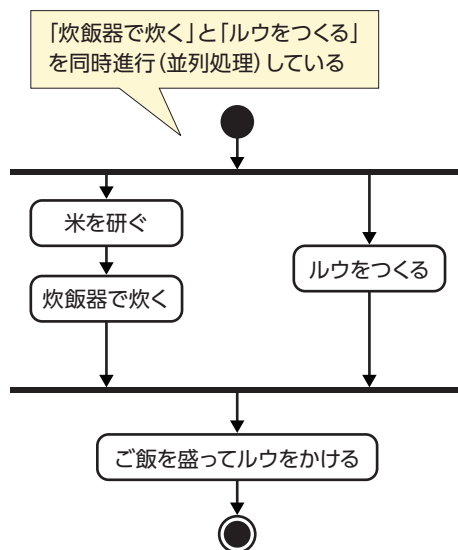 「炊飯器で炊く」と「ルウをつくる」
を同時進行(並列処理)している
米を研ぐ
炊飯器で炊く
ルウをつくる
ご飯を盛ってルウをかける